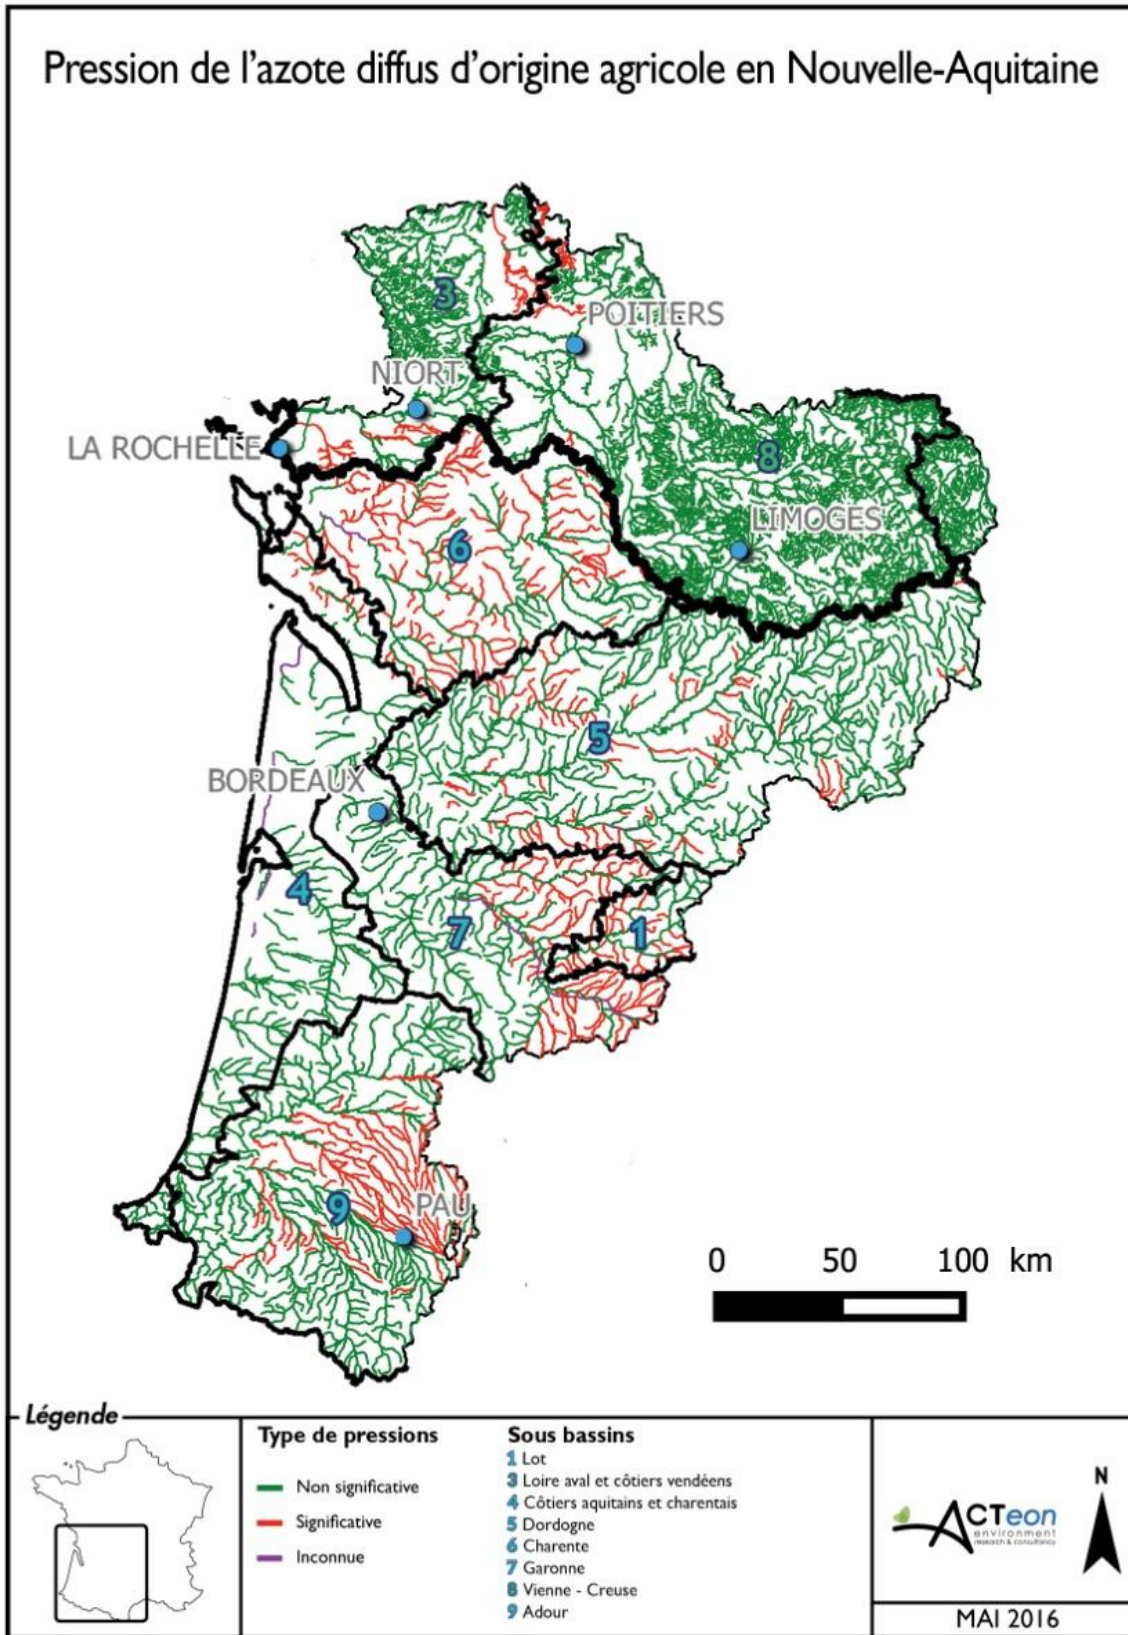 Pression de l'azote diffus d'origine agricole en Nouvelle-Aquitaine
3
POITIERS
NIORT
LA ROCHELLE
8
LIMOGES
6
5
BORDEAUX
4
7
1
9
PAU
0 50 100 km
Légende
Type de pressions
Non significative
Significative
Inconnue
Sous bassins
1 Lot
3 Loire aval et côtiers vendéens
4 Côtiers aquitains et charentais
5 Dordogne
6 Charente
7 Garonne
8 Vienne - Creuse
9 Adour
ACTeon
environment
research & consultancy
N
MAI 2016